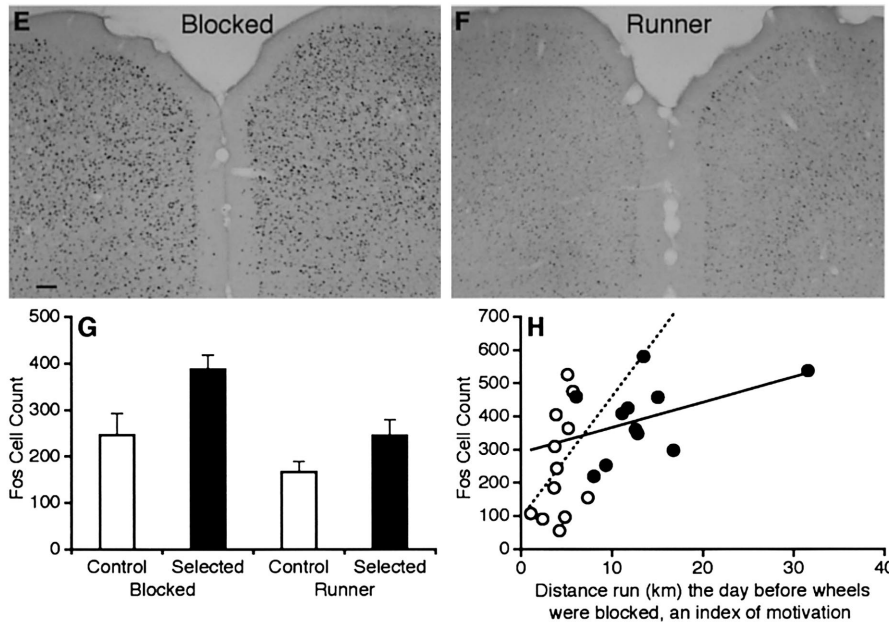 E Blocked
F Runner
G
500
400
300
200
100
0
Fos Cell Count
Control Selected Control Selected
Blocked Runner
H
700
600
500
400
300
200
100
0
Fos Cell Count
0 10 20 30 40
Distance run (km) the day before wheels
were blocked, an index of motivation